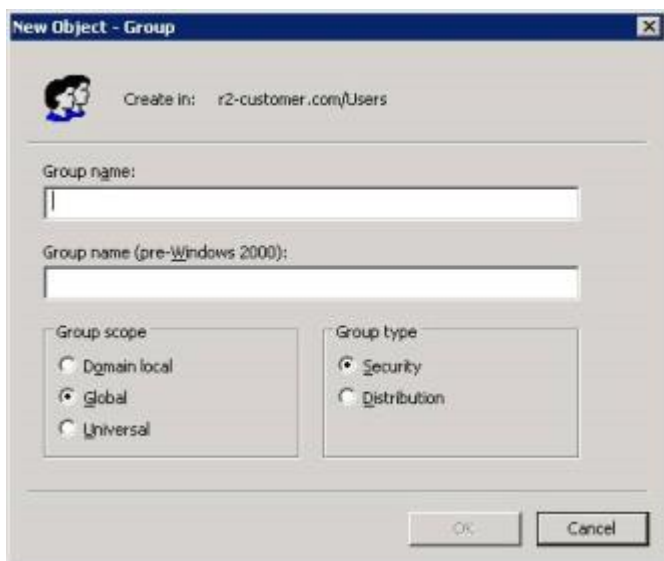 New Object - Group
Create in: r2-customer.com/Users
Group name:
Group name (pre-Windows 2000):
Group scope
Domain local
Global
Universal
Group type
Security
Distribution
OK
Cancel